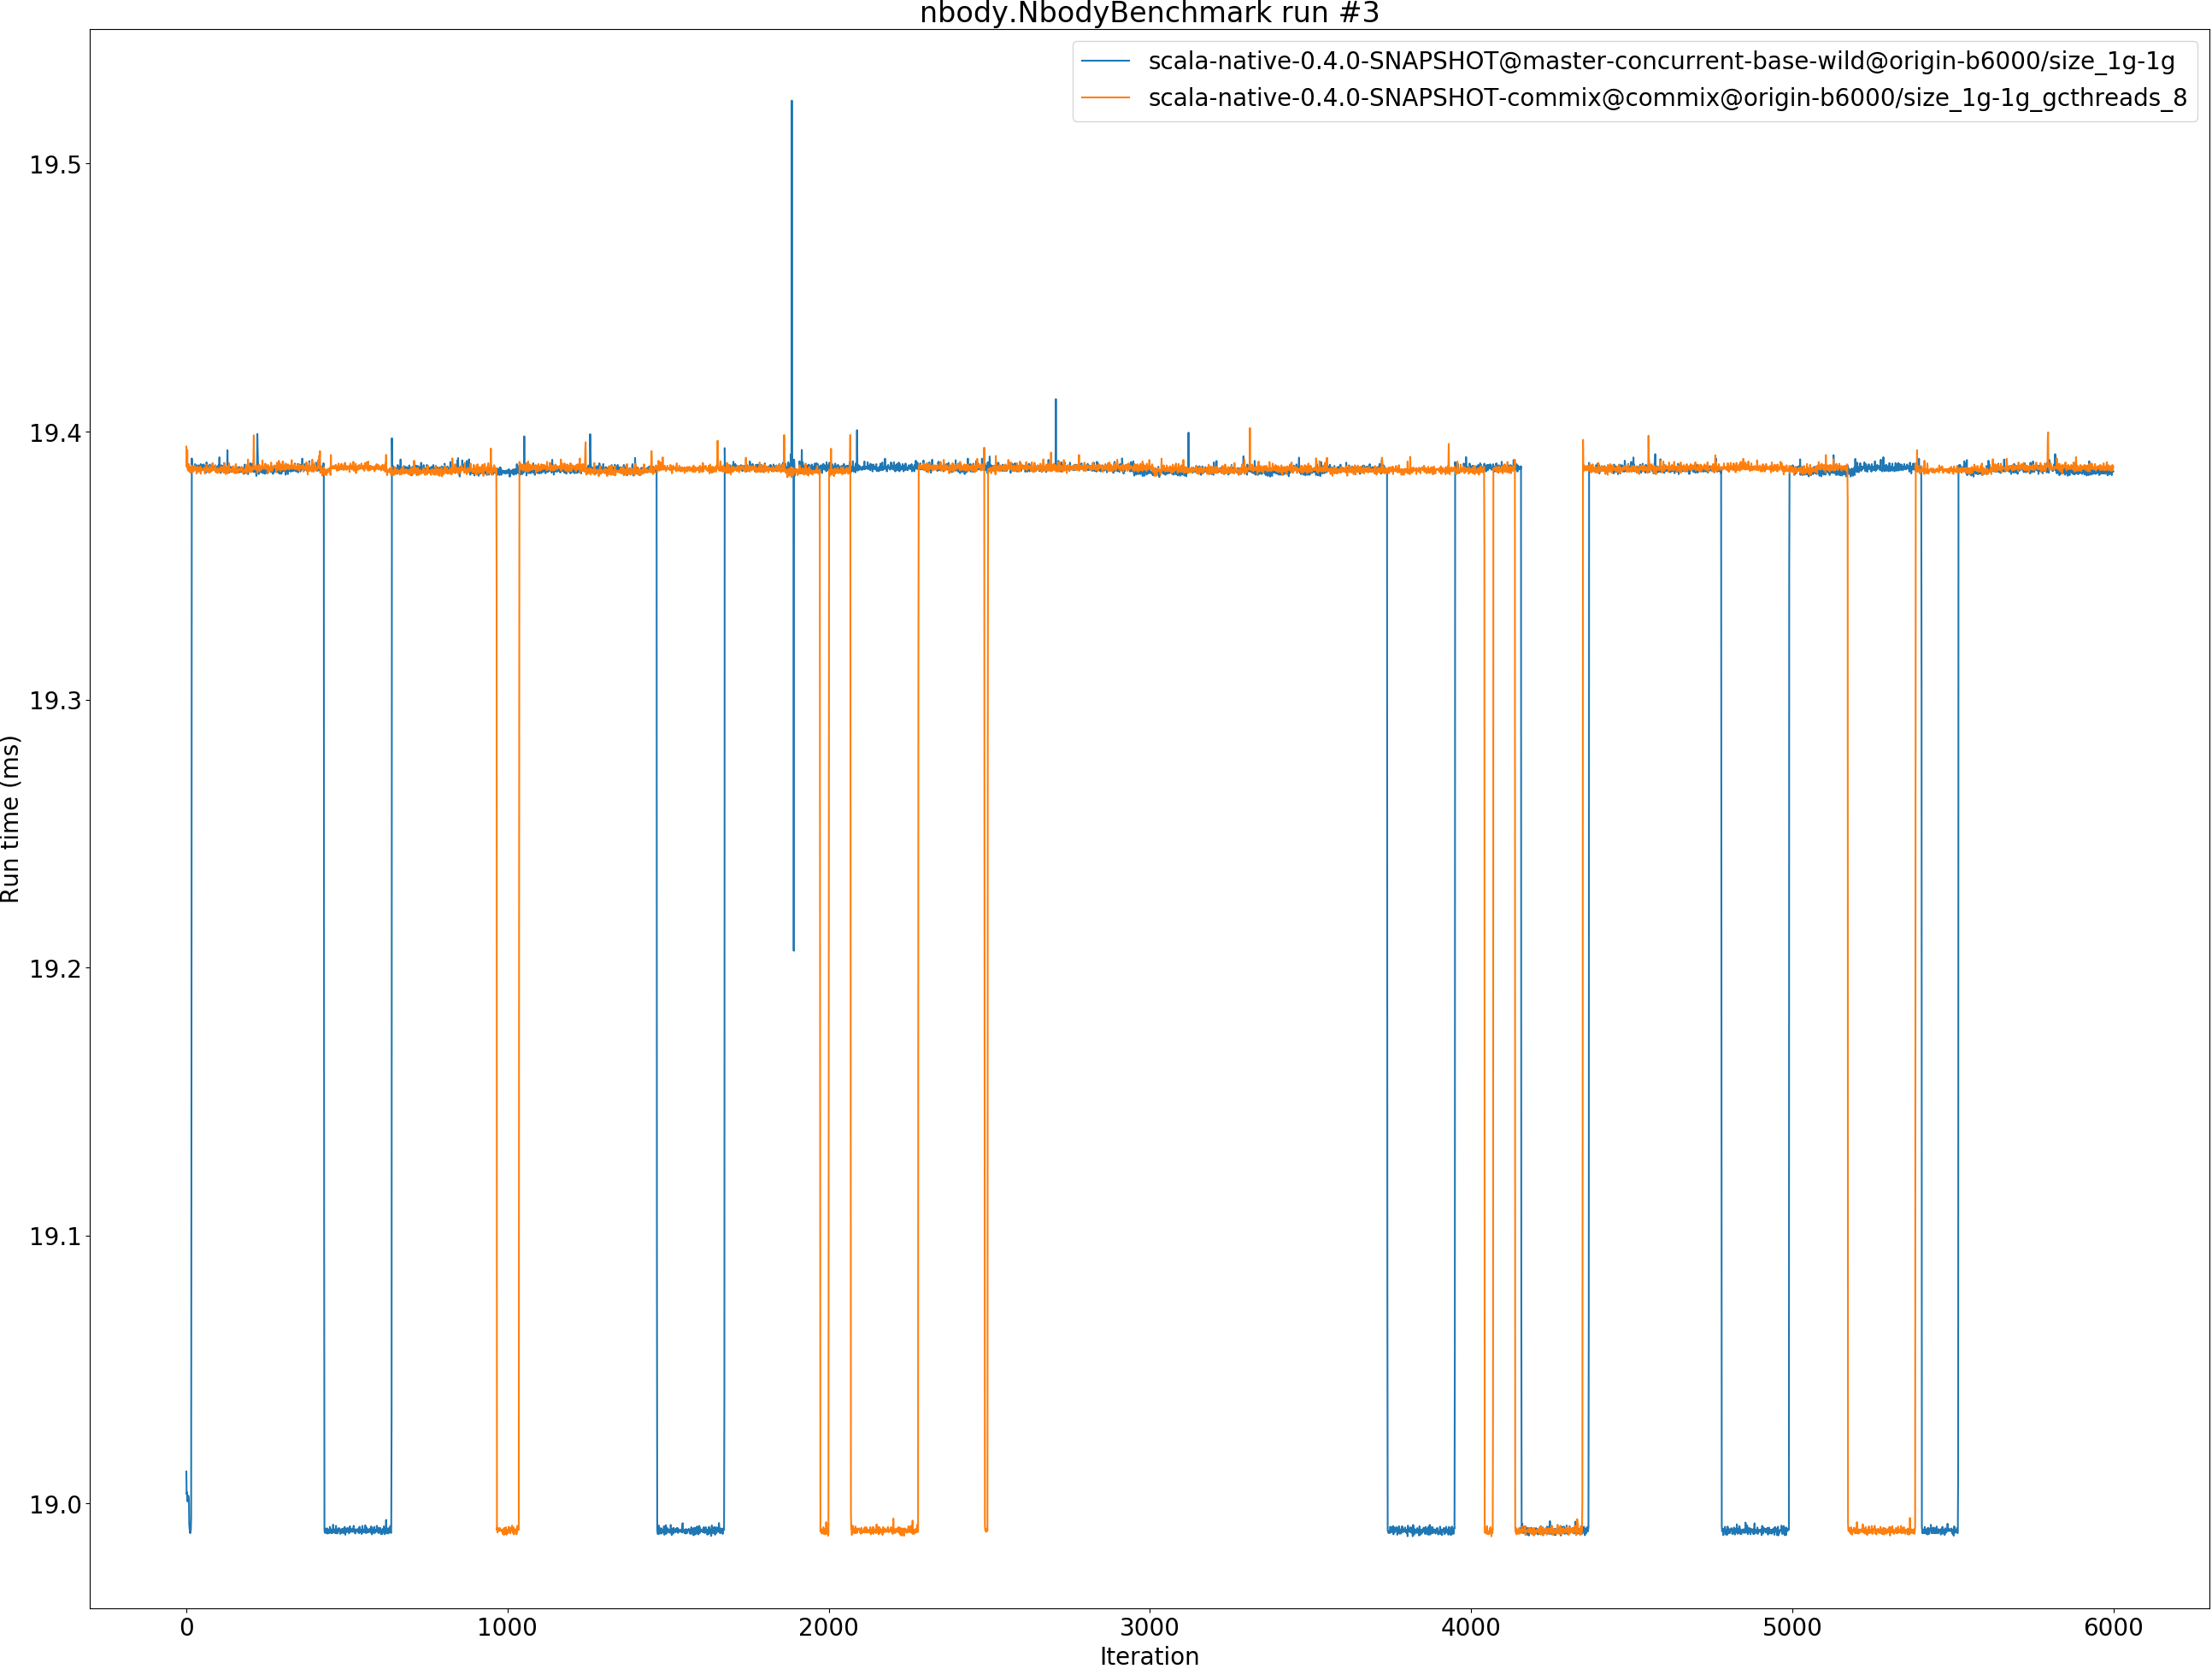 nbody.NbodyBenchmark run #3
scala-native-0.4.0-SNAPSHOT@master-concurrent-base-wild@origin-b6000/size_1g-1g
scala-native-0.4.0-SNAPSHOT-commix@commix@origin-b6000/size_1g-1g_gcthreads_8
19.5
19.4
19.3
19.2
19.1
19.0
Run time (ms)
0 1000 2000 3000 4000 5000 6000
Iteration